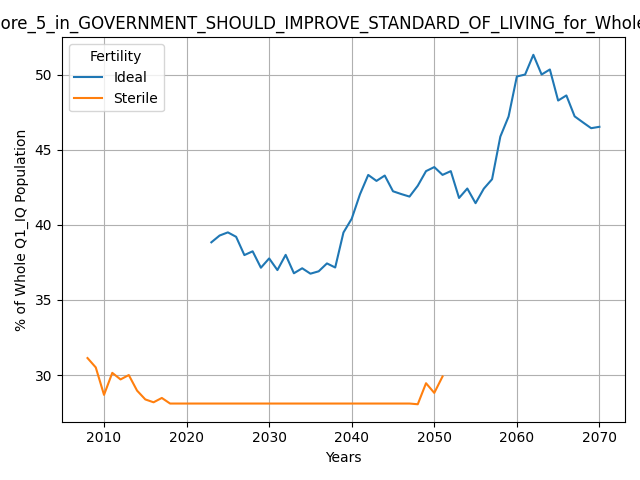 ore_5_in_GOVERNMENT_SHOULD_IMPROVE_STANDARD_OF_LIVING_for_Whole
Fertility
Ideal
Sterile
% of Whole Q1_IQ Population
50
45
40
35
30
2010 2020 2030 2040 2050 2060 2070
Years